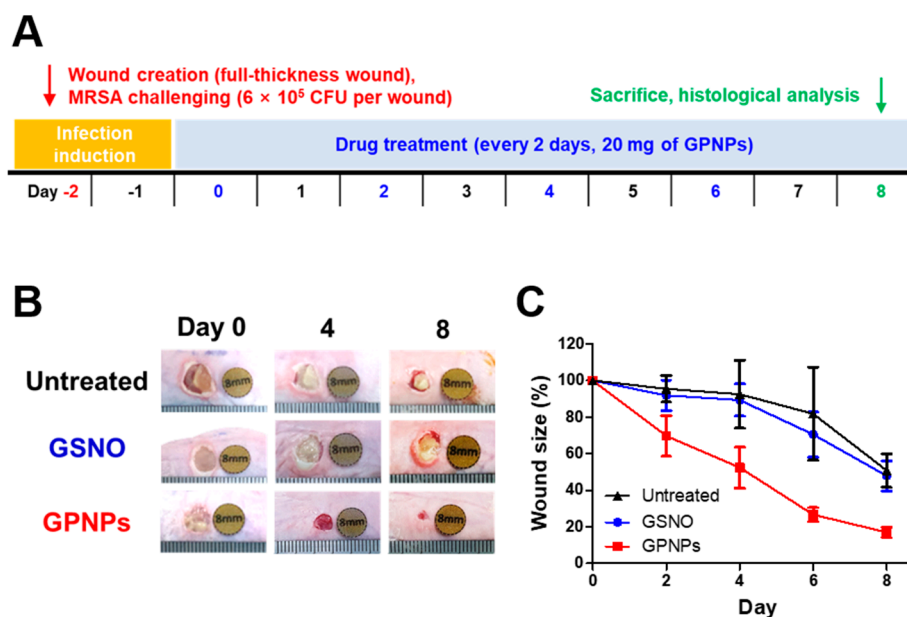 A
Wound creation (full-thickness wound),
MRSA challenging (6 × 10⁵ CFU per wound)
Sacrifice, histological analysis
Infection
induction
Drug treatment (every 2 days, 20 mg of GPNPs)
Day -2 -1 0 1 2 3 4 5 6 7 8
B
Day 0 4 8
Untreated
8mm 8mm 8mm
GSNO
8mm 8mm 8mm
GPNPs
8mm 8mm 8mm
C
Wound size (%)
120
100
80
60
40
20
0
Untreated
GSNO
GPNPs
0 2 4 6 8
Day